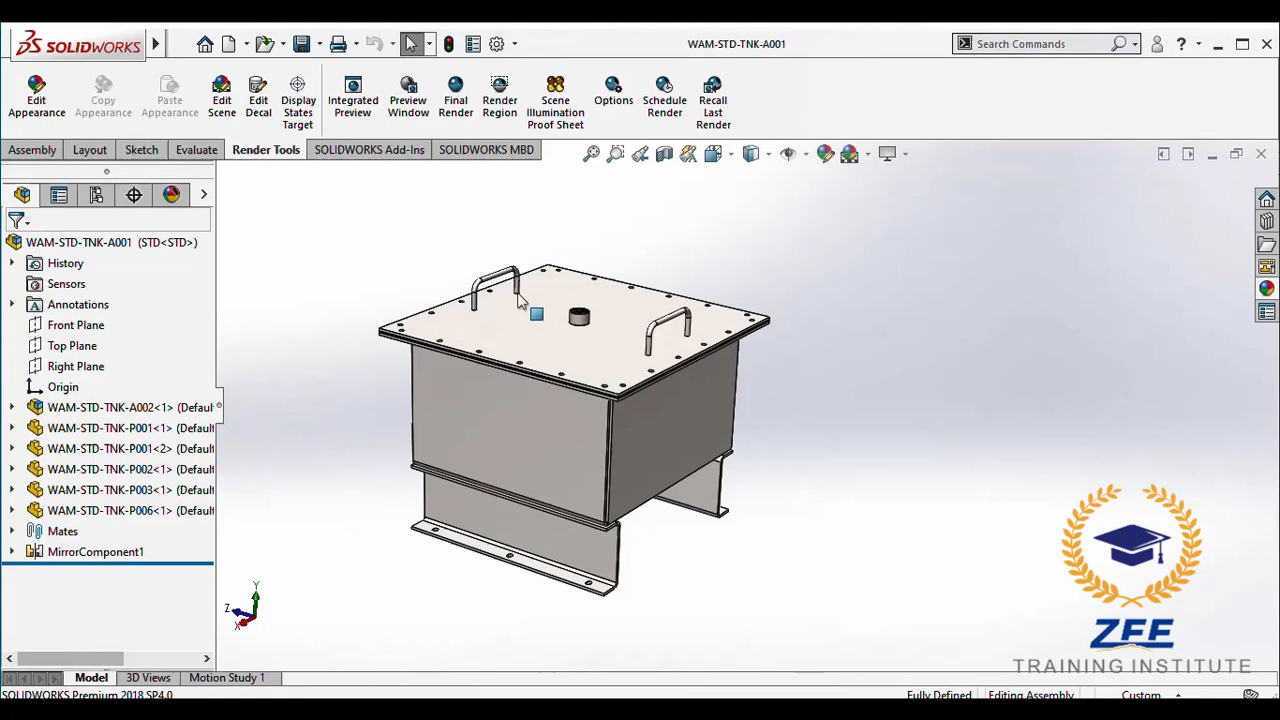 SOLIDWORKS
WAM-STD-TNK-A001
Search Commands
?
Edit Appearance
Copy Appearance
Paste Appearance
Edit Scene
Edit Decal
Display States Target
Integrated Preview
Preview Window
Final Render
Render Region
Scene Illumination Proof Sheet
Options
Schedule Render
Recall Last Render
Assembly
Layout
Sketch
Evaluate
Render Tools
SOLIDWORKS Add-Ins
SOLIDWORKS MBD
WAM-STD-TNK-A001 (STD<STD>)
History
Sensors
Annotations
Front Plane
Top Plane
Right Plane
Origin
WAM-STD-TNK-A002<1> (Defau
WAM-STD-TNK-P001<1> (Default
WAM-STD-TNK-P001<2> (Default
WAM-STD-TNK-P002<1> (Default
WAM-STD-TNK-P003<1> (Default
WAM-STD-TNK-P006<1> (Default
Mates
MirrorComponent1
Y
Z
X
ZFE
TRAINING INSTITUTE
Model
3D Views
Motion Study 1
SOLIDWORKS Premium 2018 SP4.0
Fully Defined
Editing Assembly
Custom